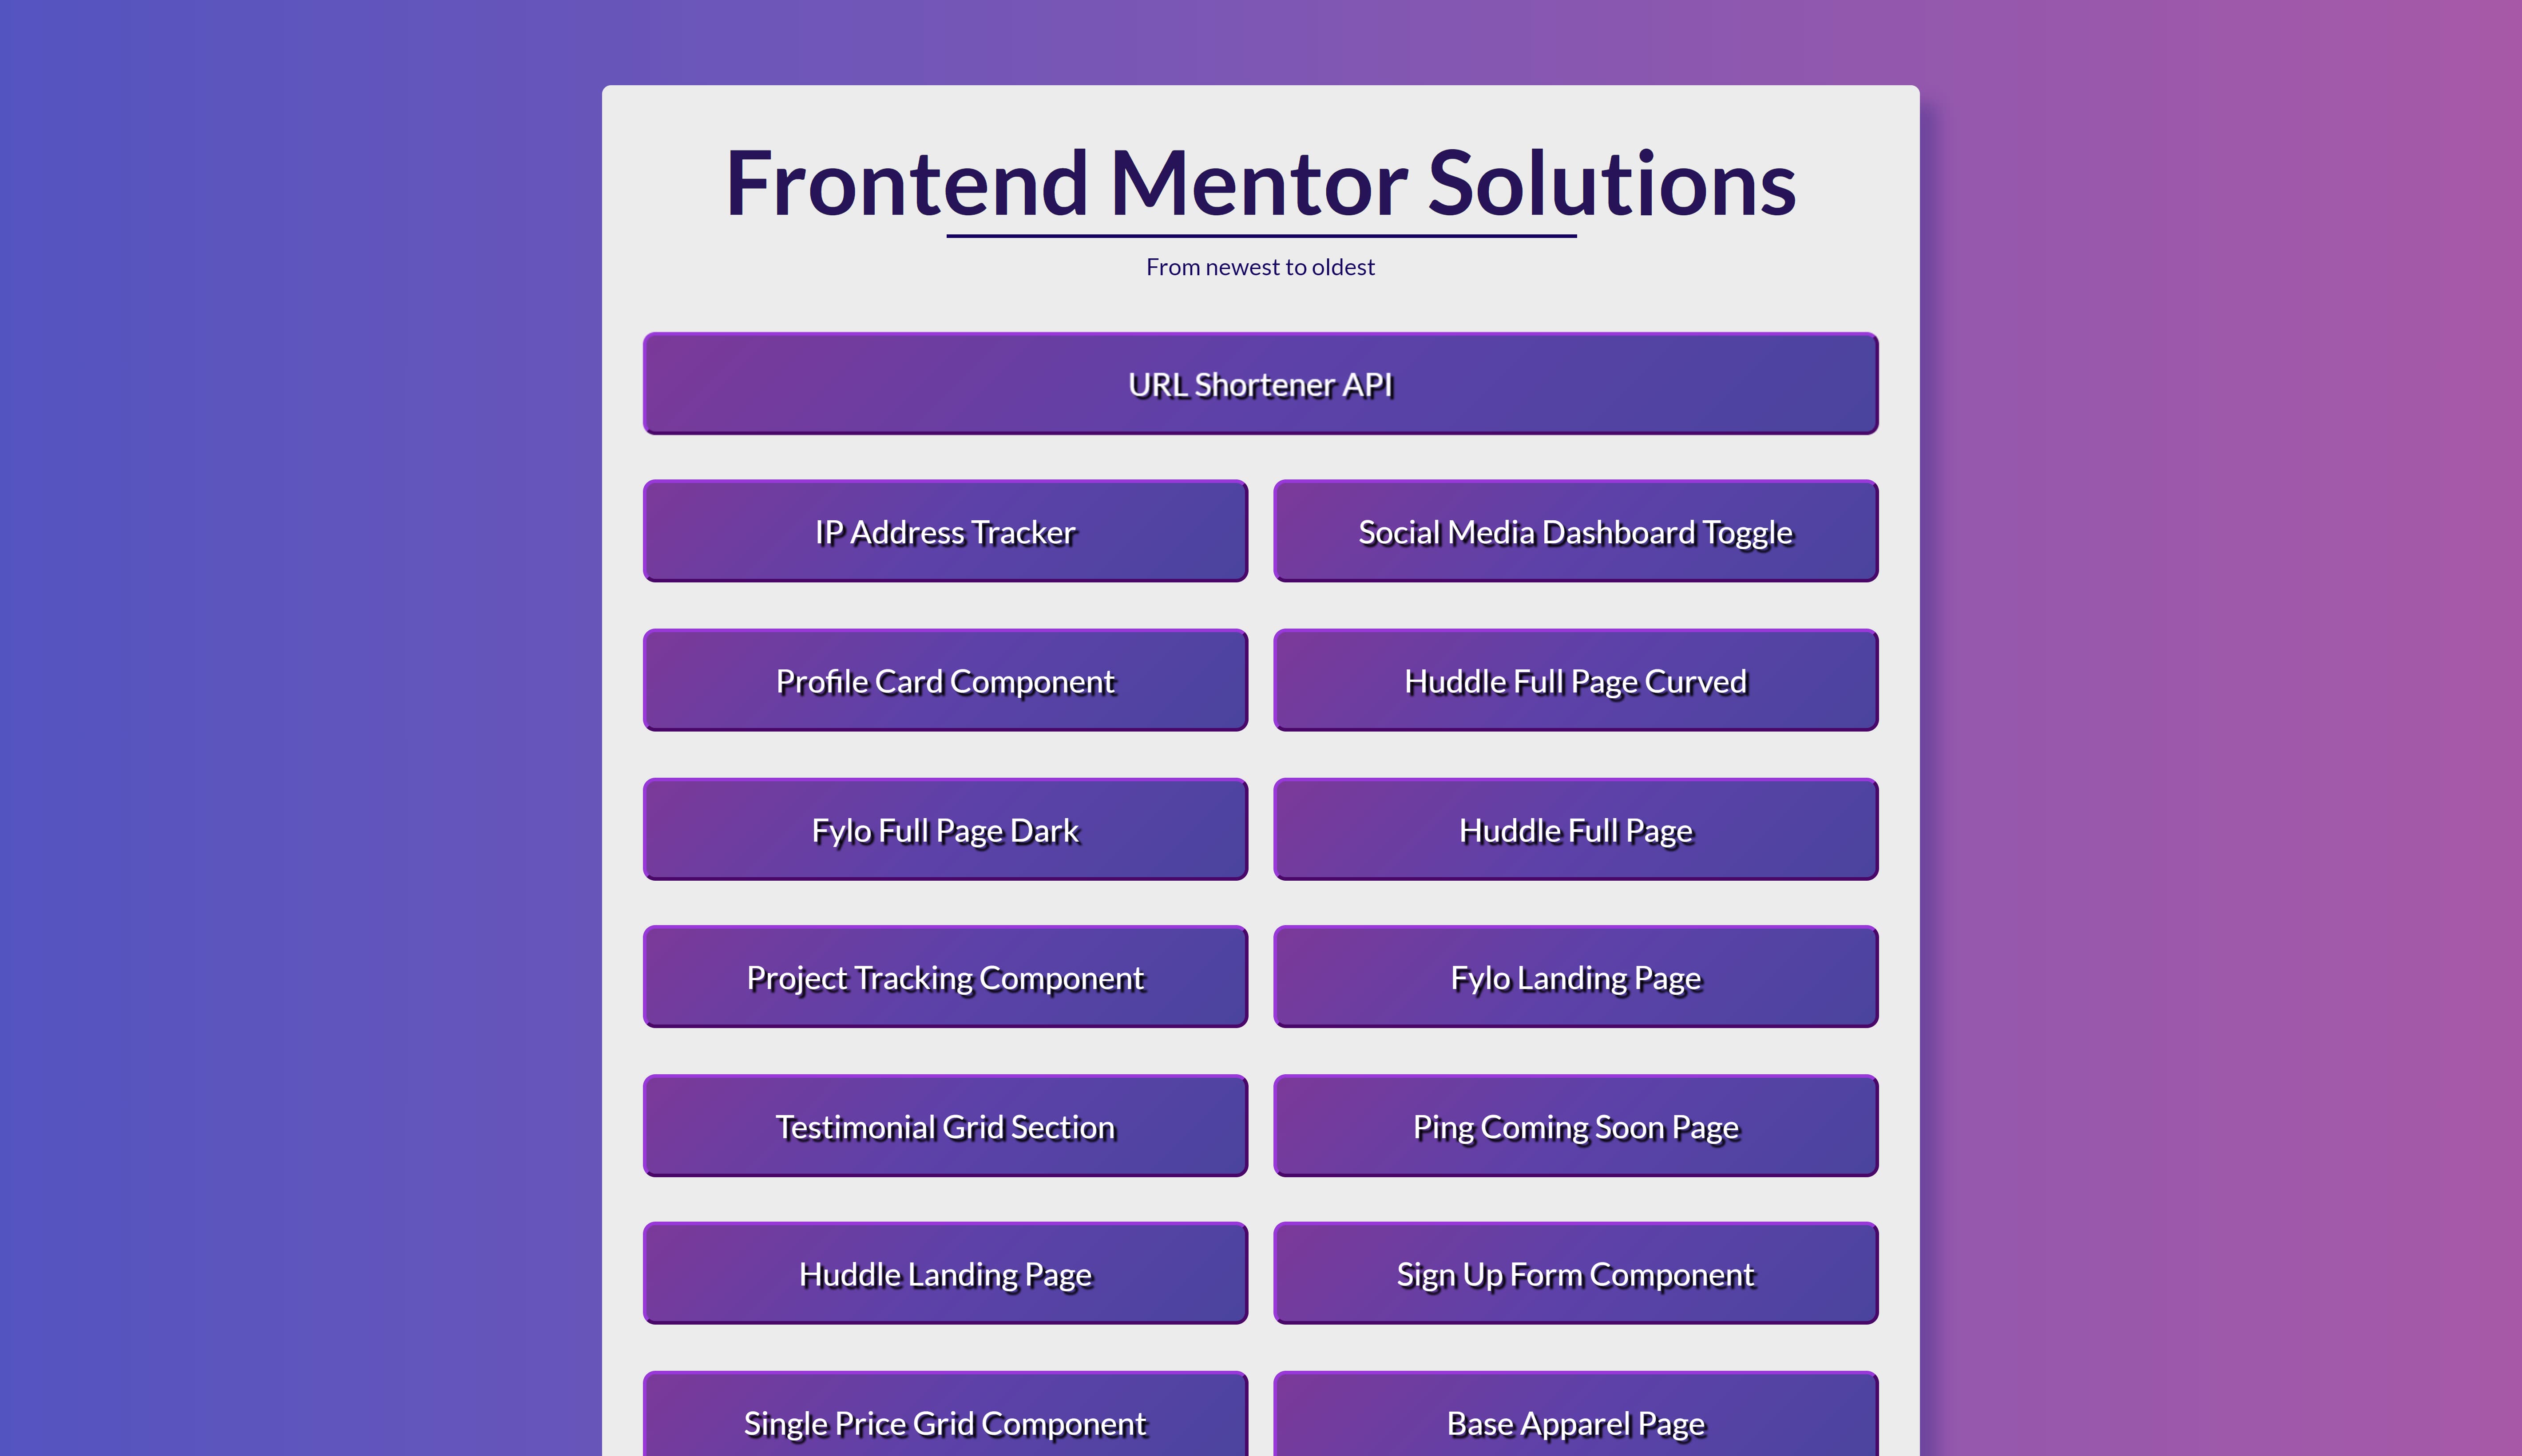 Frontend Mentor Solutions
From newest to oldest
URL Shortener API
IP Address Tracker
Social Media Dashboard Toggle
Profile Card Component
Huddle Full Page Curved
Fylo Full Page Dark
Huddle Full Page
Project Tracking Component
Fylo Landing Page
Testimonial Grid Section
Ping Coming Soon Page
Huddle Landing Page
Sign Up Form Component
Single Price Grid Component
Base Apparel Page